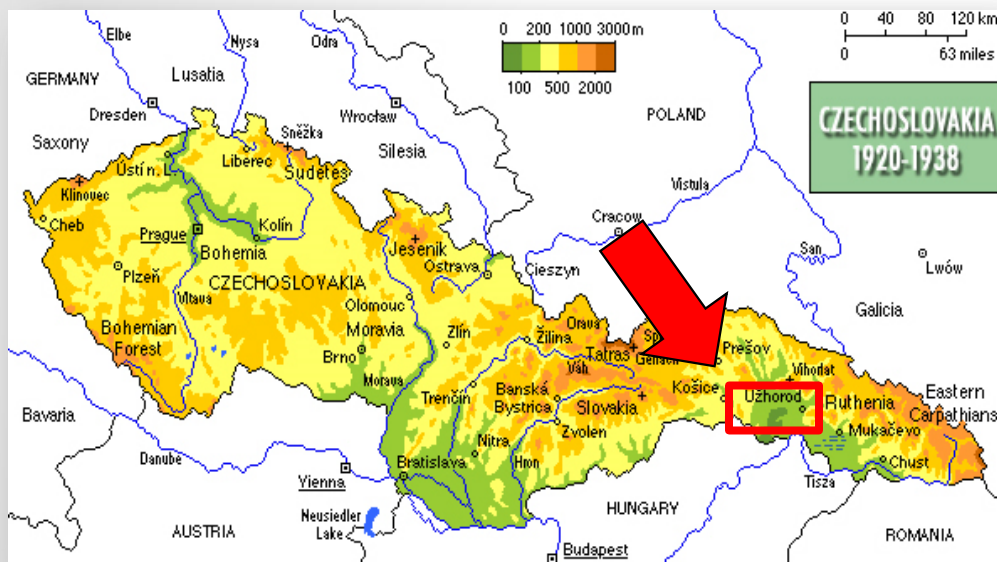 Elbe
Nysa
Odra
0 200 1000 3000m
100 500 2000
0 40 80 120 km
0 63 miles
GERMANY
Lusatia
Dresden
Saxony
Wrocław
POLAND
CZECHOSLOVAKIA
1920-1938
Sněžka
Liberec
Silesia
Ústí n. L.
Sudetes
Klinovec
Vistula
Cheb
Kolín
Cracow
Prague
Bohemia
Jeseník
San
Lwów
Plzeň
Ostrava
Cieszyn
CZECHOSLOVAKIA
Vltava
Olomouc
Galicia
Orava
Sp
Bohemian
Forest
Moravia
Zlín
Žilina
Tatras
Gerlach
Prešov
Brno
Váh
Vihorlat
Morava
Trenčín
Banská
Bystrica
Slovakia
Košice
Užhorod
Ruthenia
Eastern
Carpathians
Bavaria
Zvolen
Mukačevo
Nitra
Hron
Danube
Bratislava
Chust
Vienna
Tisza
Neusiedler
Lake
HUNGARY
AUSTRIA
ROMANIA
Budapest